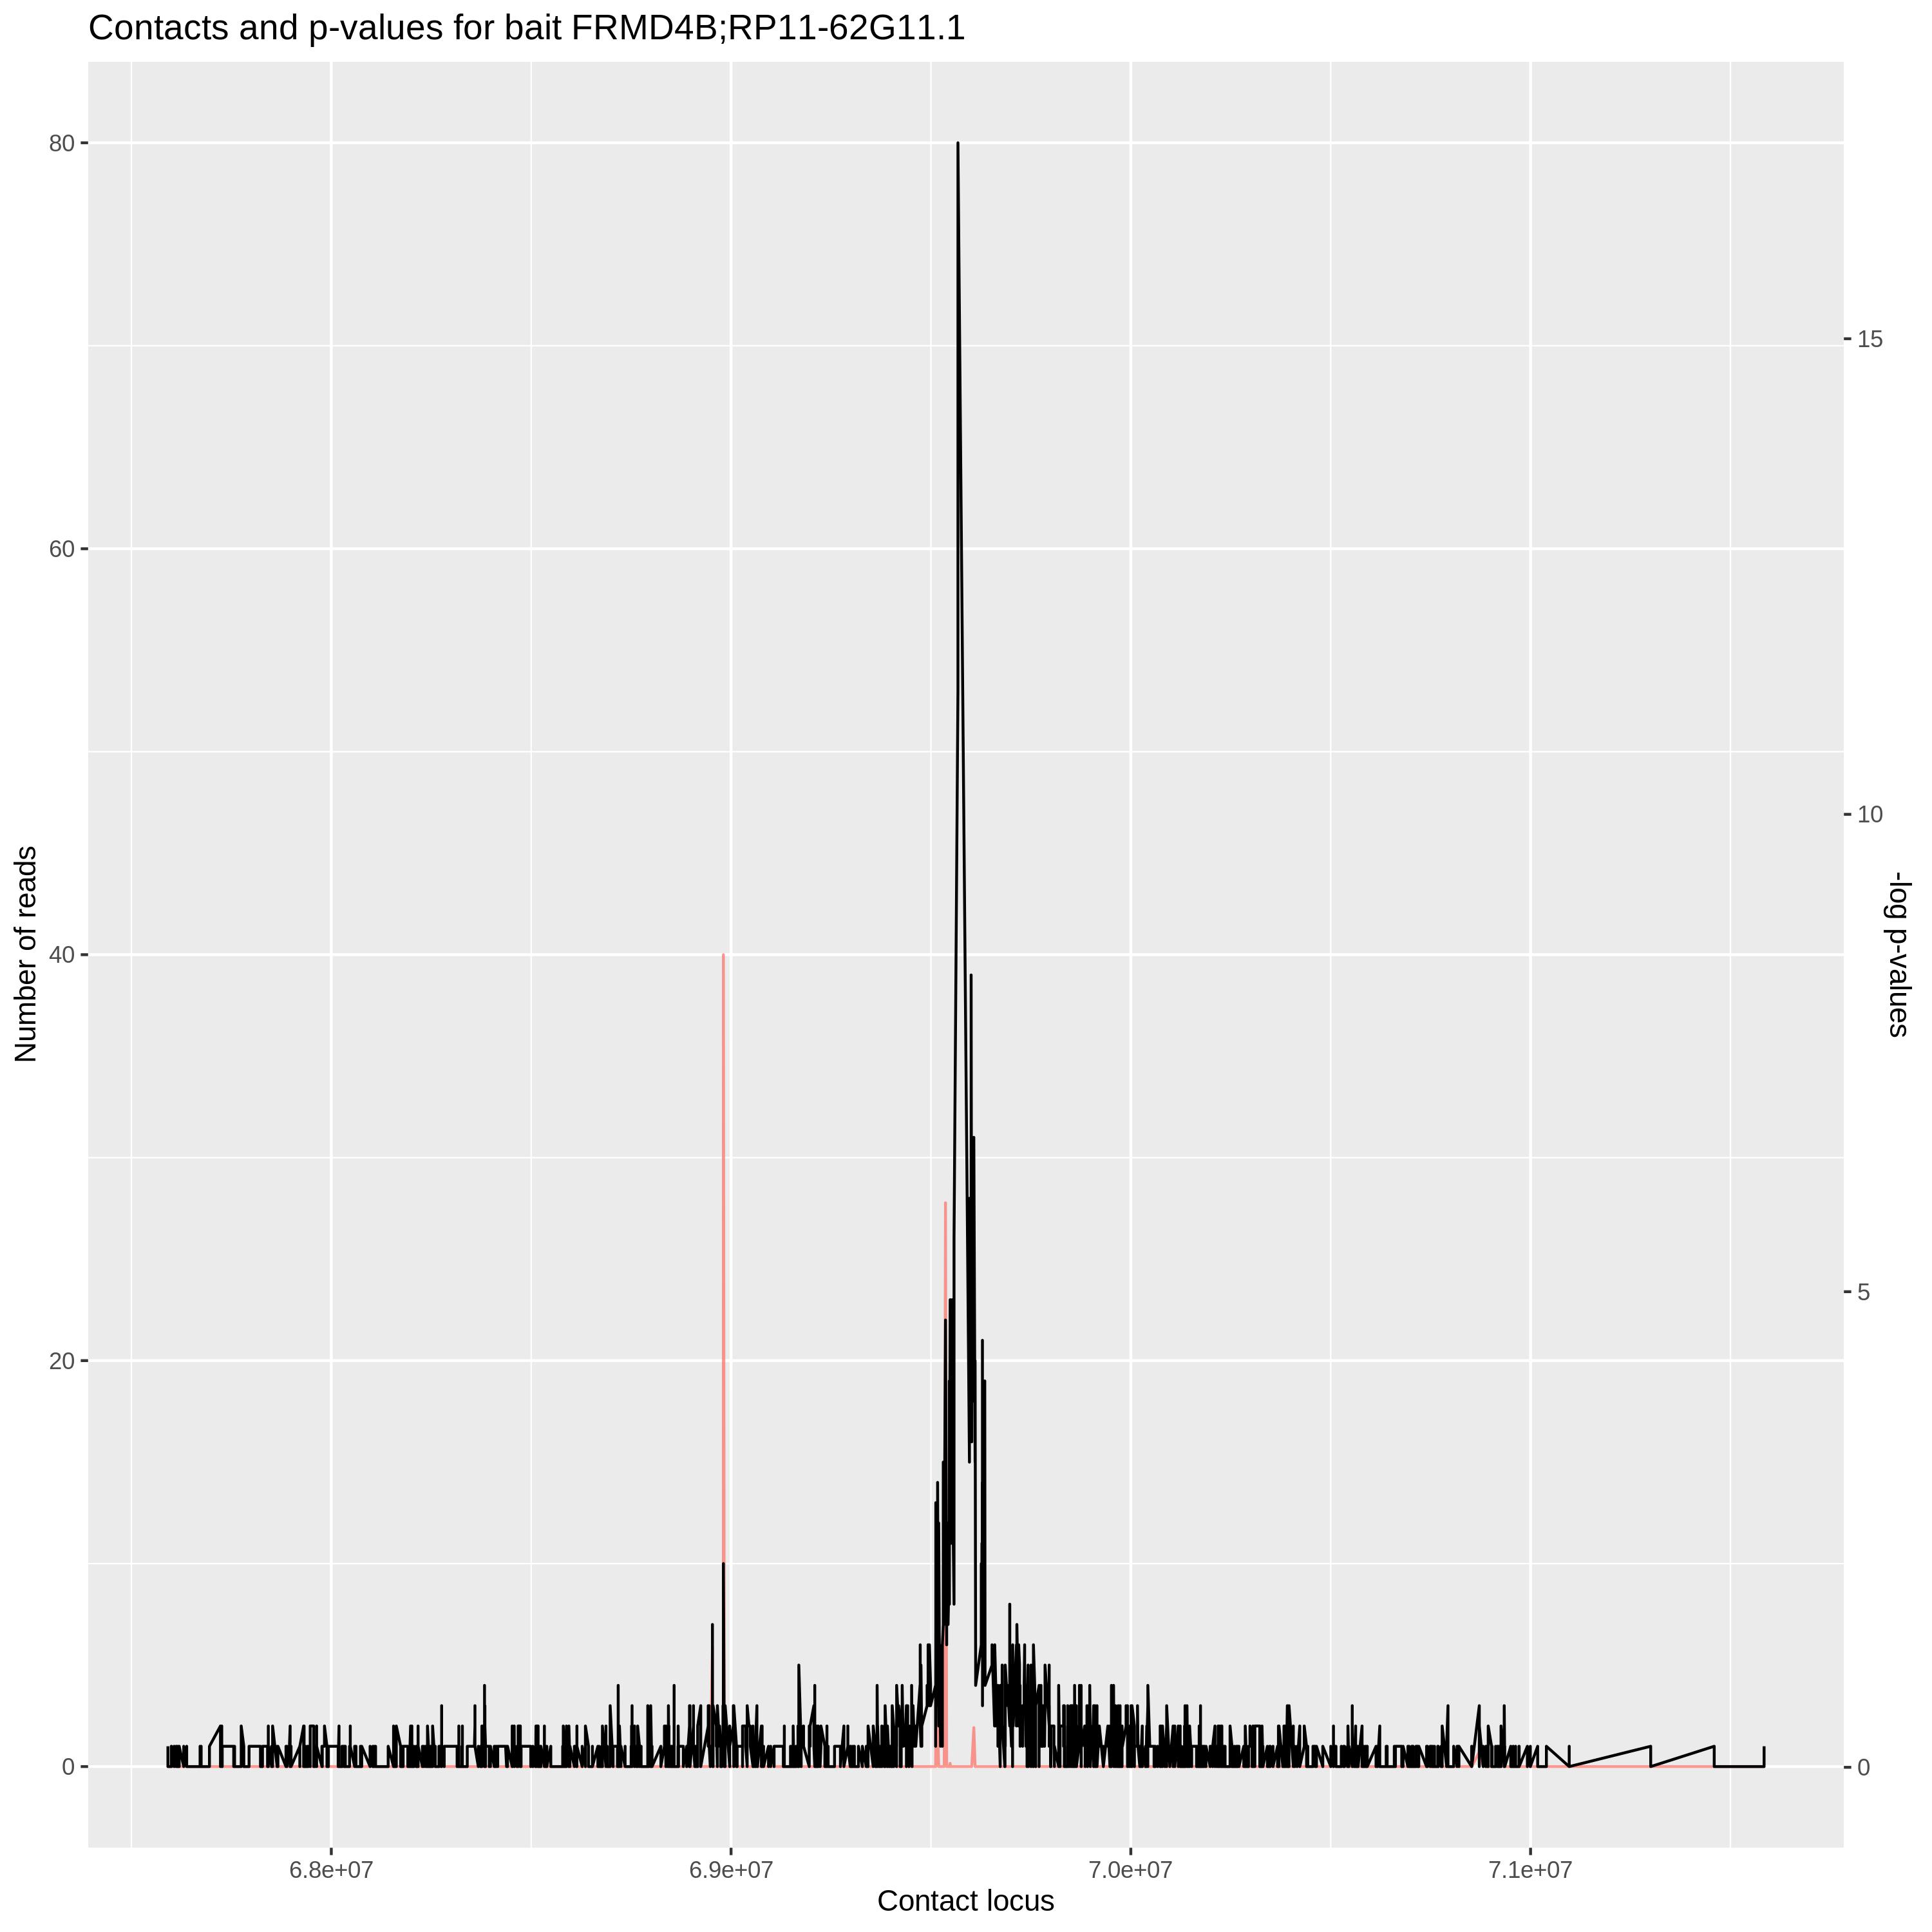 Contacts and p-values for bait FRMD4B;RP11-62G11.1
80
60
40
20
0
Number of reads
15
10
5
0
-log p-values
6.8e+07
6.9e+07
7.0e+07
7.1e+07
Contact locus